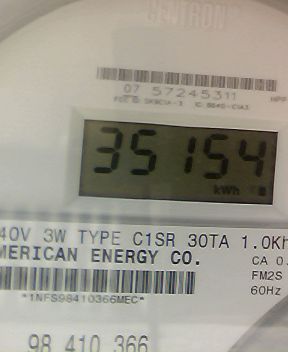 CENTRON
07 57245311
35154
kWh
40V 3W TYPE C1SR 30TA 1.0Kh
MERICAN ENERGY CO.
CA 0.
FM2S
60Hz
*1NFS98410366MEC*
98 410 366